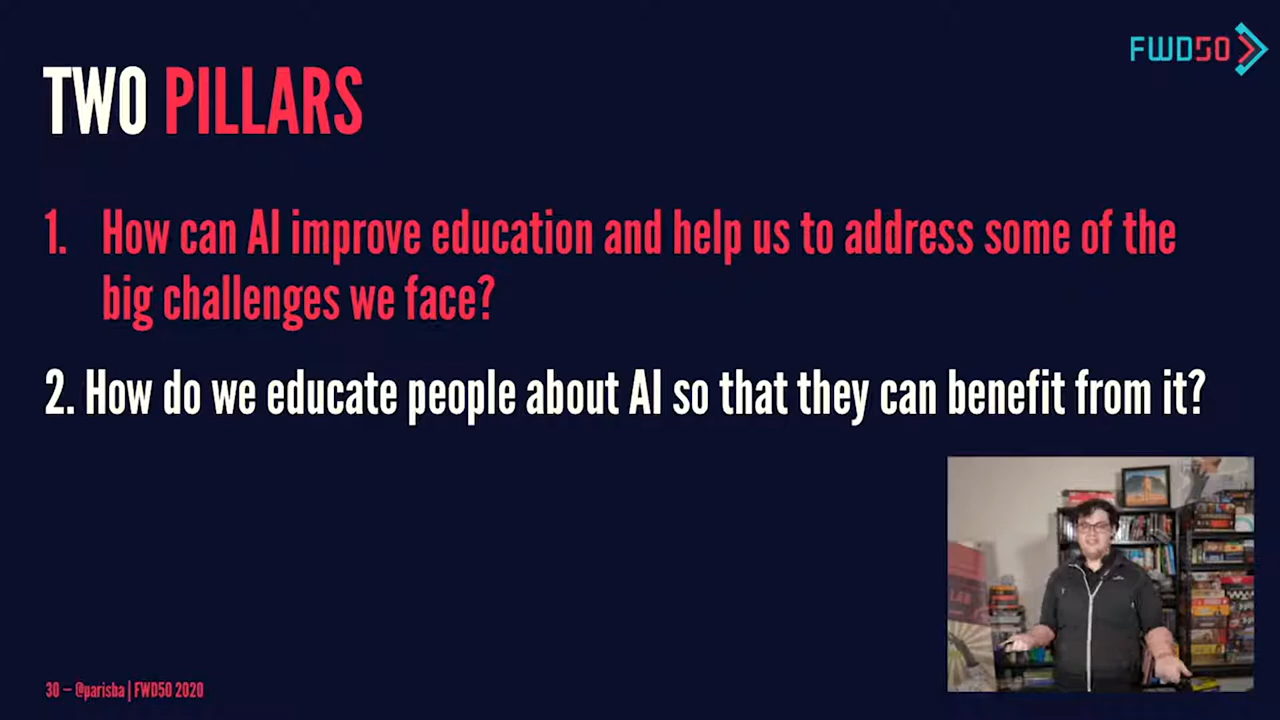 FWD50
TWO PILLARS
1. How can AI improve education and help us to address some of the
big challenges we face?
2. How do we educate people about AI so that they can benefit from it?
LAB
30 – @parisba | FWD50 2020